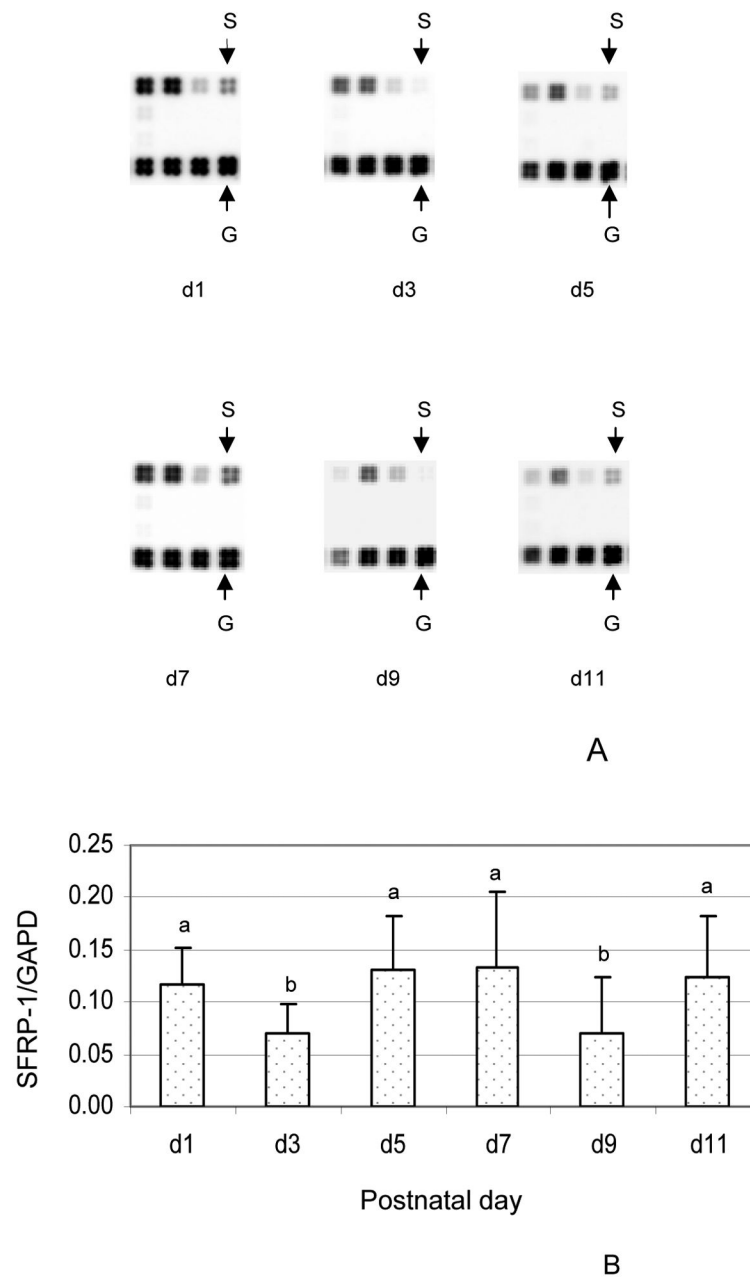 S S S
G G G
d1 d3 d5
S S S
G G G
d7 d9 d11
A
0.25
0.20
0.15
0.10
0.05
0.00
SFRP-1/GAPD
a b a a b a
d1 d3 d5 d7 d9 d11
Postnatal day
B